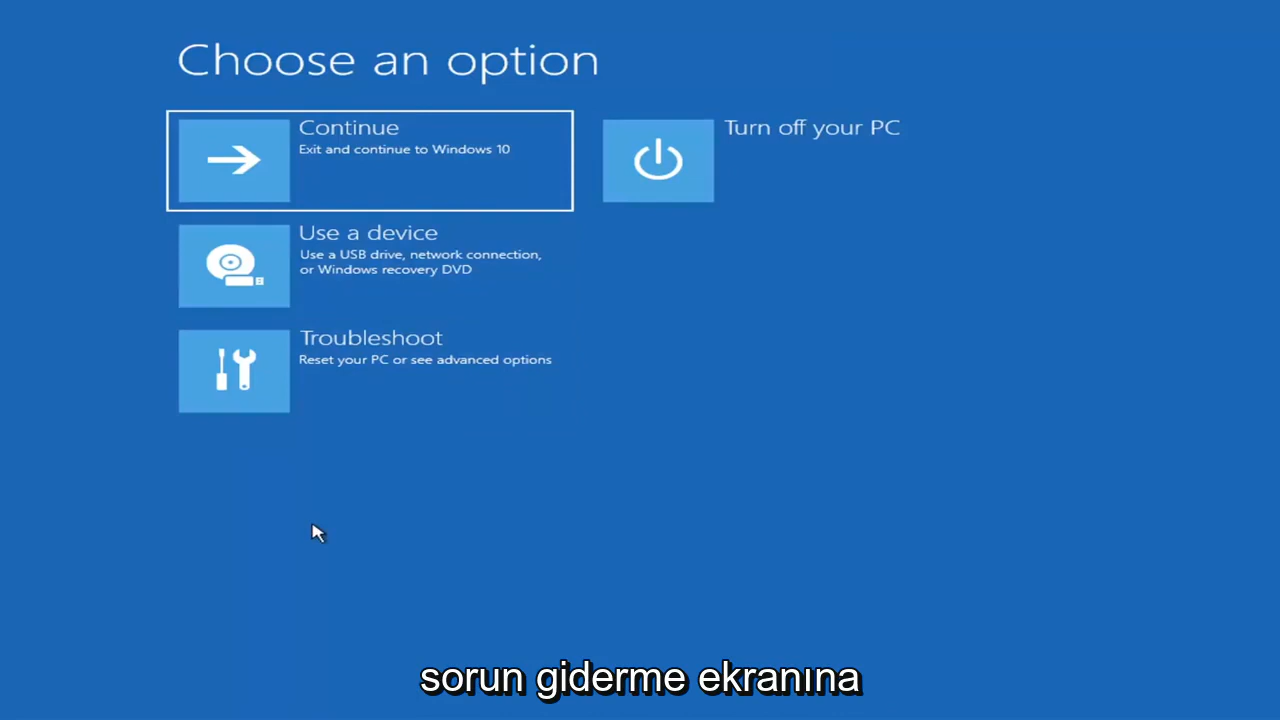 Choose an option
Continue
Exit and continue to Windows 10
Turn off your PC
Use a device
Use a USB drive, network connection,
or Windows recovery DVD
Troubleshoot
Reset your PC or see advanced options
sorun giderme ekranına